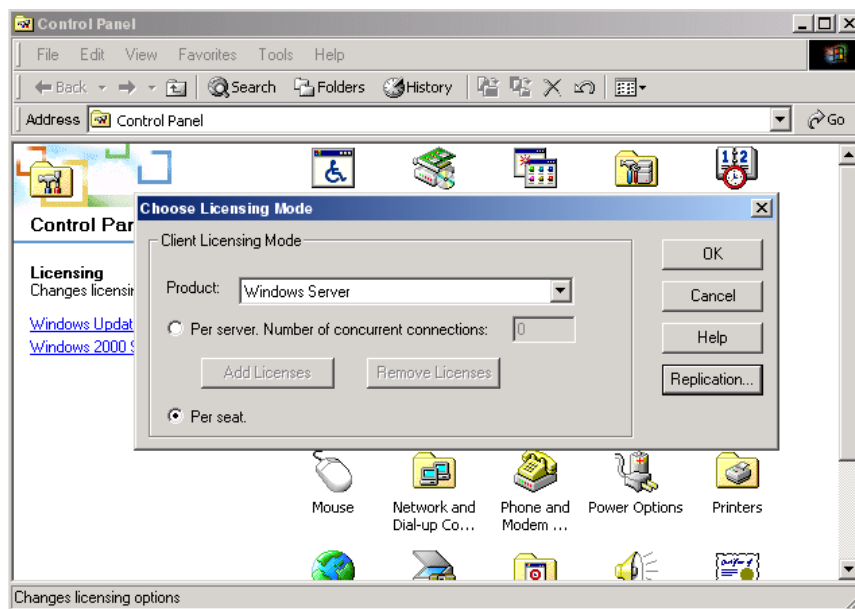 Control Panel
File Edit View Favorites Tools Help
Back Search Folders History
Address Control Panel Go
Control Par
Licensing
Changes licensin
Windows Updat
Windows 2000 S
Choose Licensing Mode
Client Licensing Mode
Product: Windows Server
Per server. Number of concurrent connections: 0
Add Licenses Remove Licenses
Per seat.
OK
Cancel
Help
Replication...
Mouse
Network and
Dial-up Co...
Phone and
Modem ...
Power Options
Printers
Changes licensing options